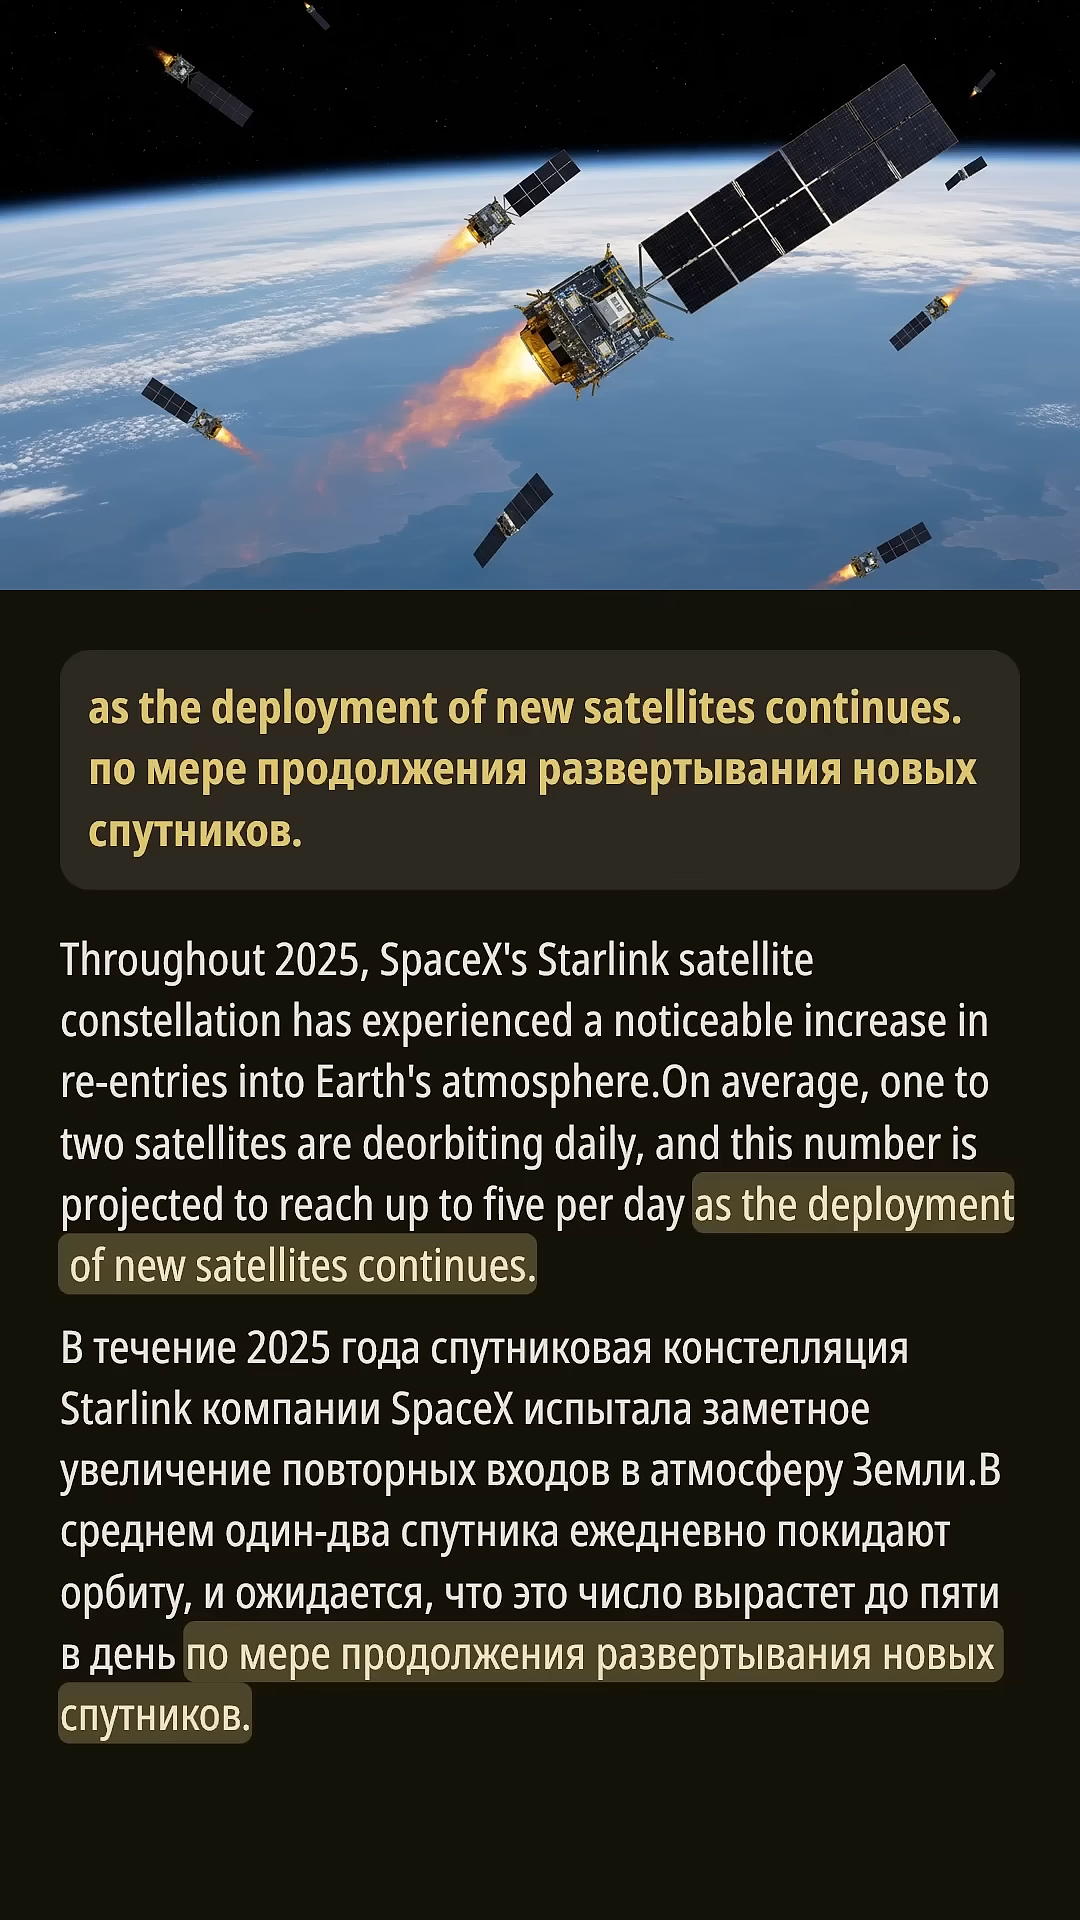 as the deployment of new satellites continues.
по мере продолжения развертывания новых
спутников.
Throughout 2025, SpaceX's Starlink satellite
constellation has experienced a noticeable increase in
re-entries into Earth's atmosphere.On average, one to
two satellites are deorbiting daily, and this number is
projected to reach up to five per day as the deployment
of new satellites continues.
В течение 2025 года спутниковая констелляция
Starlink компании SpaceX испытала заметное
увеличение повторных входов в атмосферу Земли.В
среднем один-два спутника ежедневно покидают
орбиту, и ожидается, что это число вырастет до пяти
в день по мере продолжения развертывания новых
спутников.